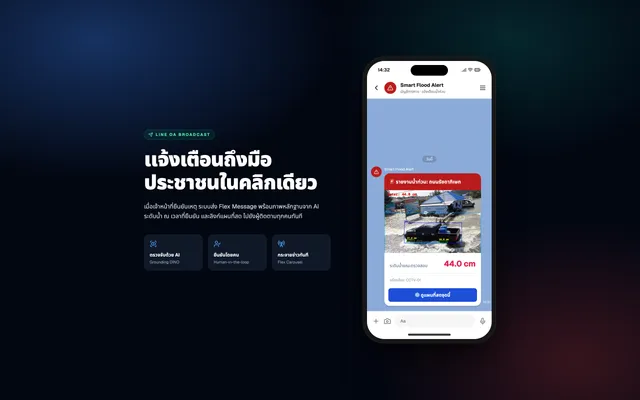 LINE OA BROADCAST
แจ้งเตือนถึงมือ
ประชาชนในคลิกเดียว
เมื่อเจ้าหน้าที่ยืนยันเหตุ ระบบส่ง Flex Message พร้อมภาพหลักฐานจาก AI
ระดับน้ำ ณ เวลาที่ยืนยัน และลิงก์แผนที่สด ไปยังผู้ติดตามทุกคนทันที
ตรวจจับด้วย AI
Grounding DINO
ยืนยันโดยคน
Human-in-the-loop
กระจายข่าวทันที
Flex Carousel
14:32
Smart Flood Alert
รายงานน้ำท่วม: ถนนรัชดาภิเษก
44.0 cm
ดูแผนที่สดจุดนี้
Aa